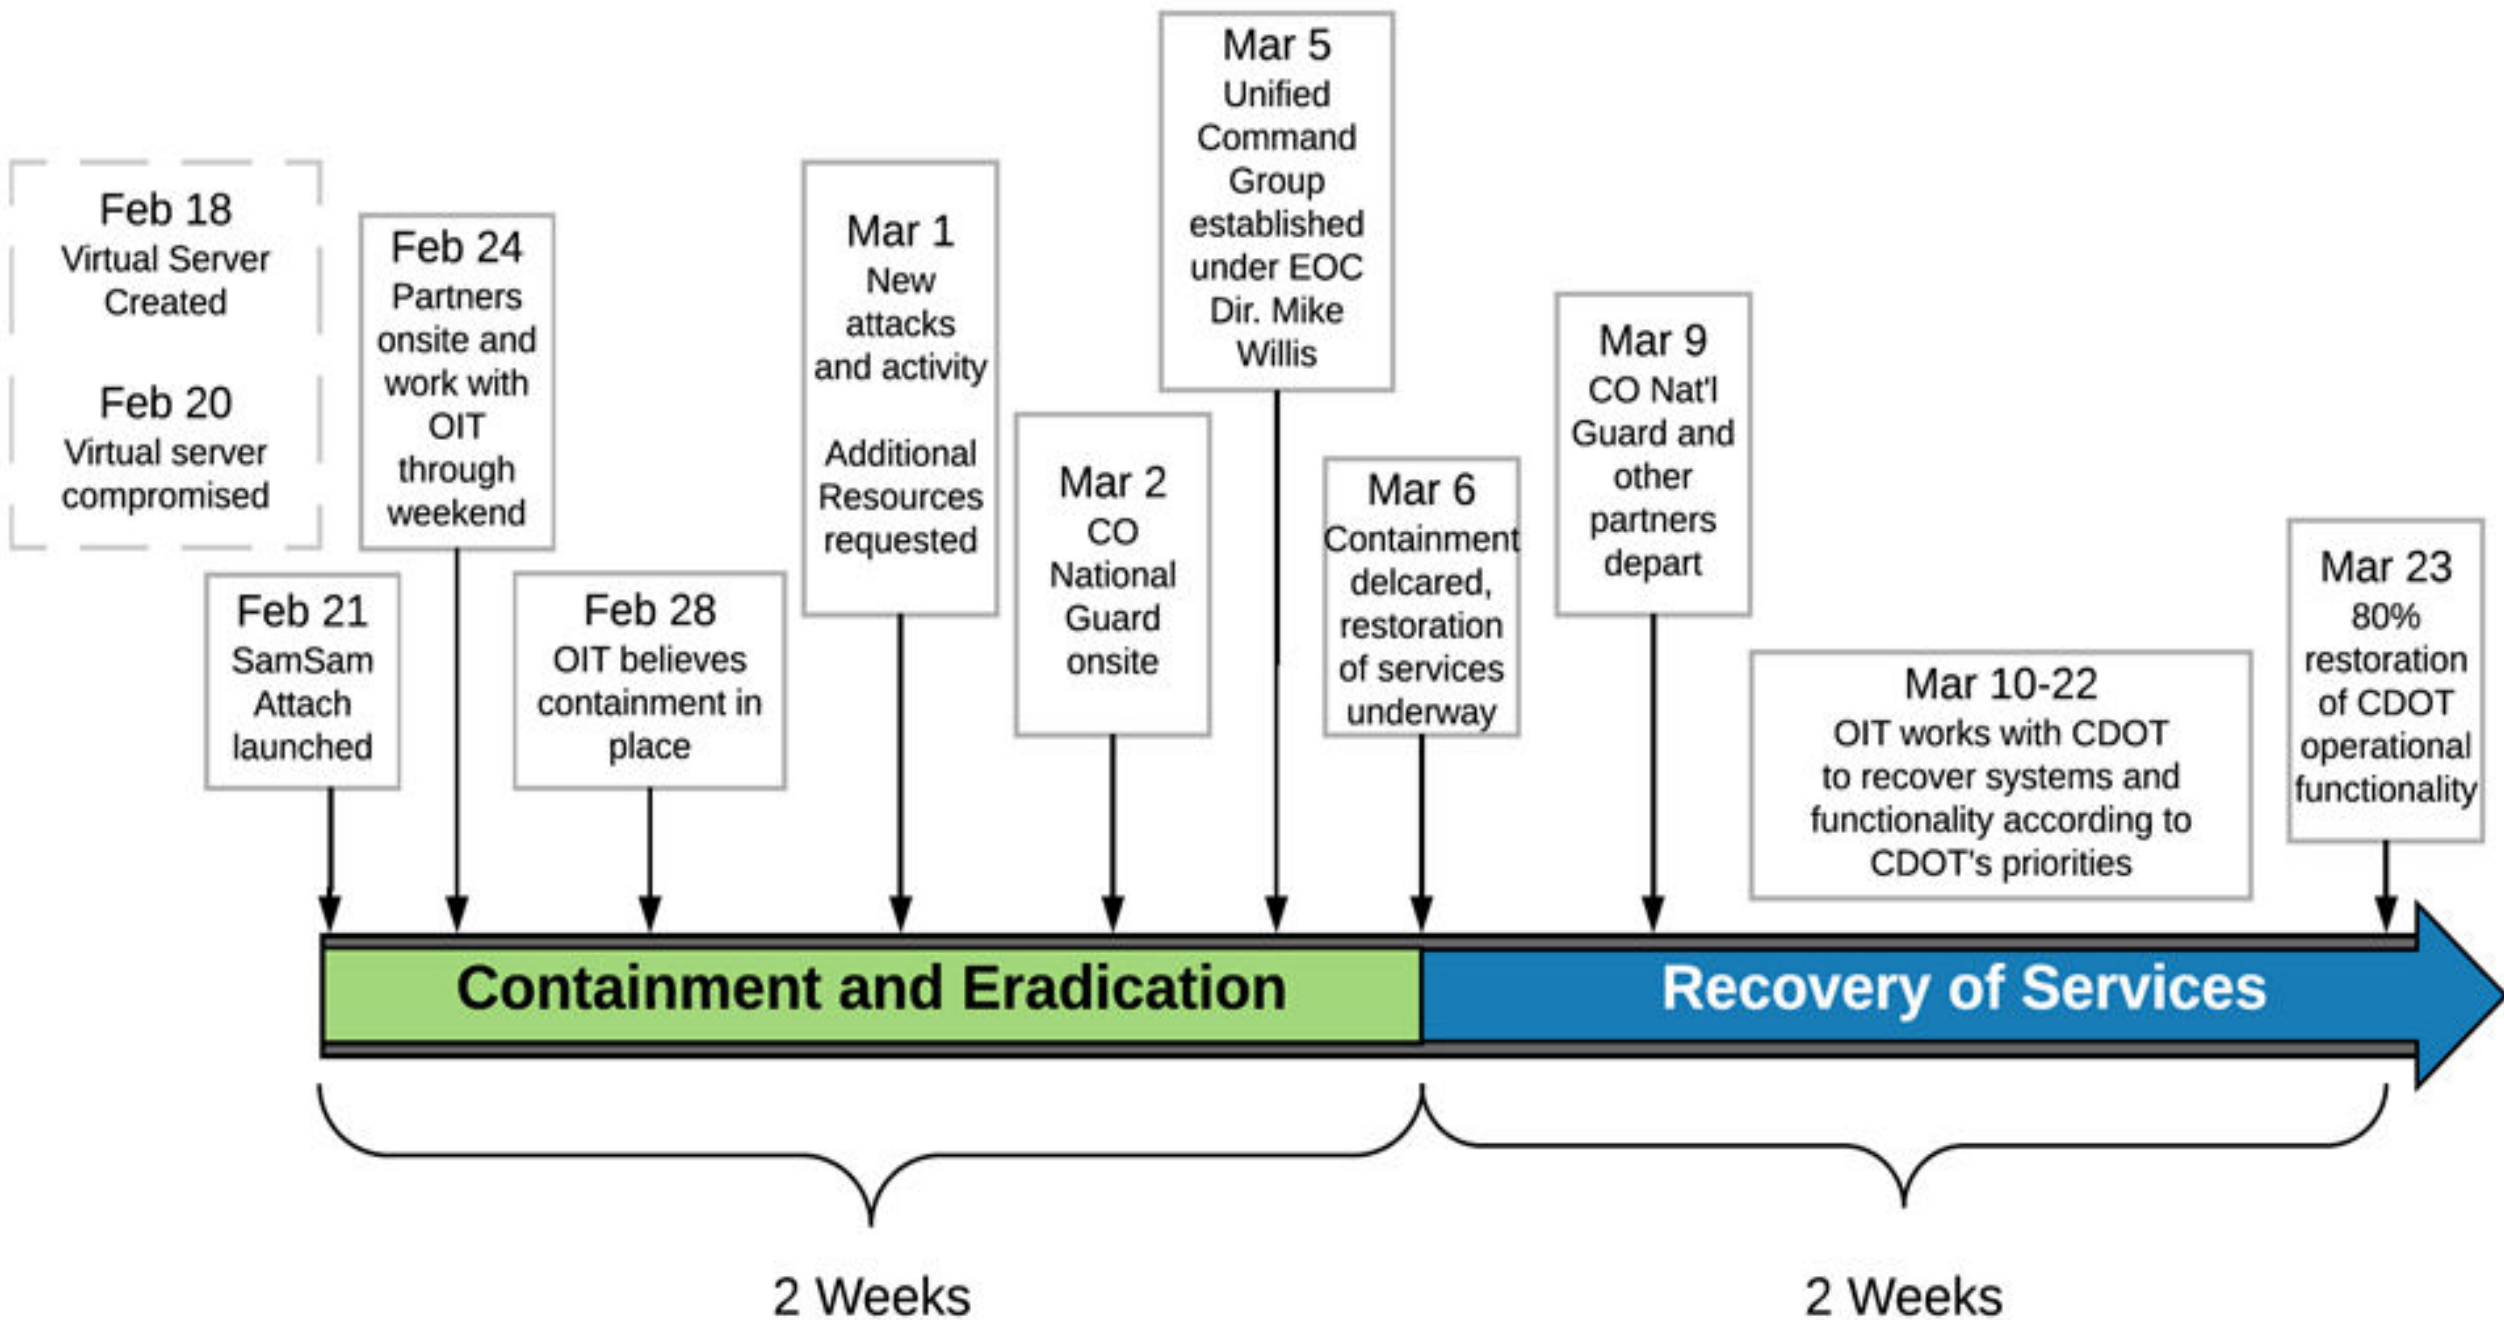 Feb 18
Virtual Server
Created
Feb 20
Virtual server
compromised
Feb 21
SamSam
Attach
launched
Feb 24
Partners
onsite and
work with
OIT
through
weekend
Feb 28
OIT believes
containment in
place
Mar 1
New
attacks
and activity
Additional
Resources
requested
Mar 2
CO
National
Guard
onsite
Mar 5
Unified
Command
Group
established
under EOC
Dir. Mike
Willis
Mar 6
Containment
delcared,
restoration
of services
underway
Mar 9
CO Nat'l
Guard and
other
partners
depart
Mar 10-22
OIT works with CDOT
to recover systems and
functionality according to
CDOT's priorities
Mar 23
80%
restoration
of CDOT
operational
functionality
Containment and Eradication
Recovery of Services
2 Weeks
2 Weeks